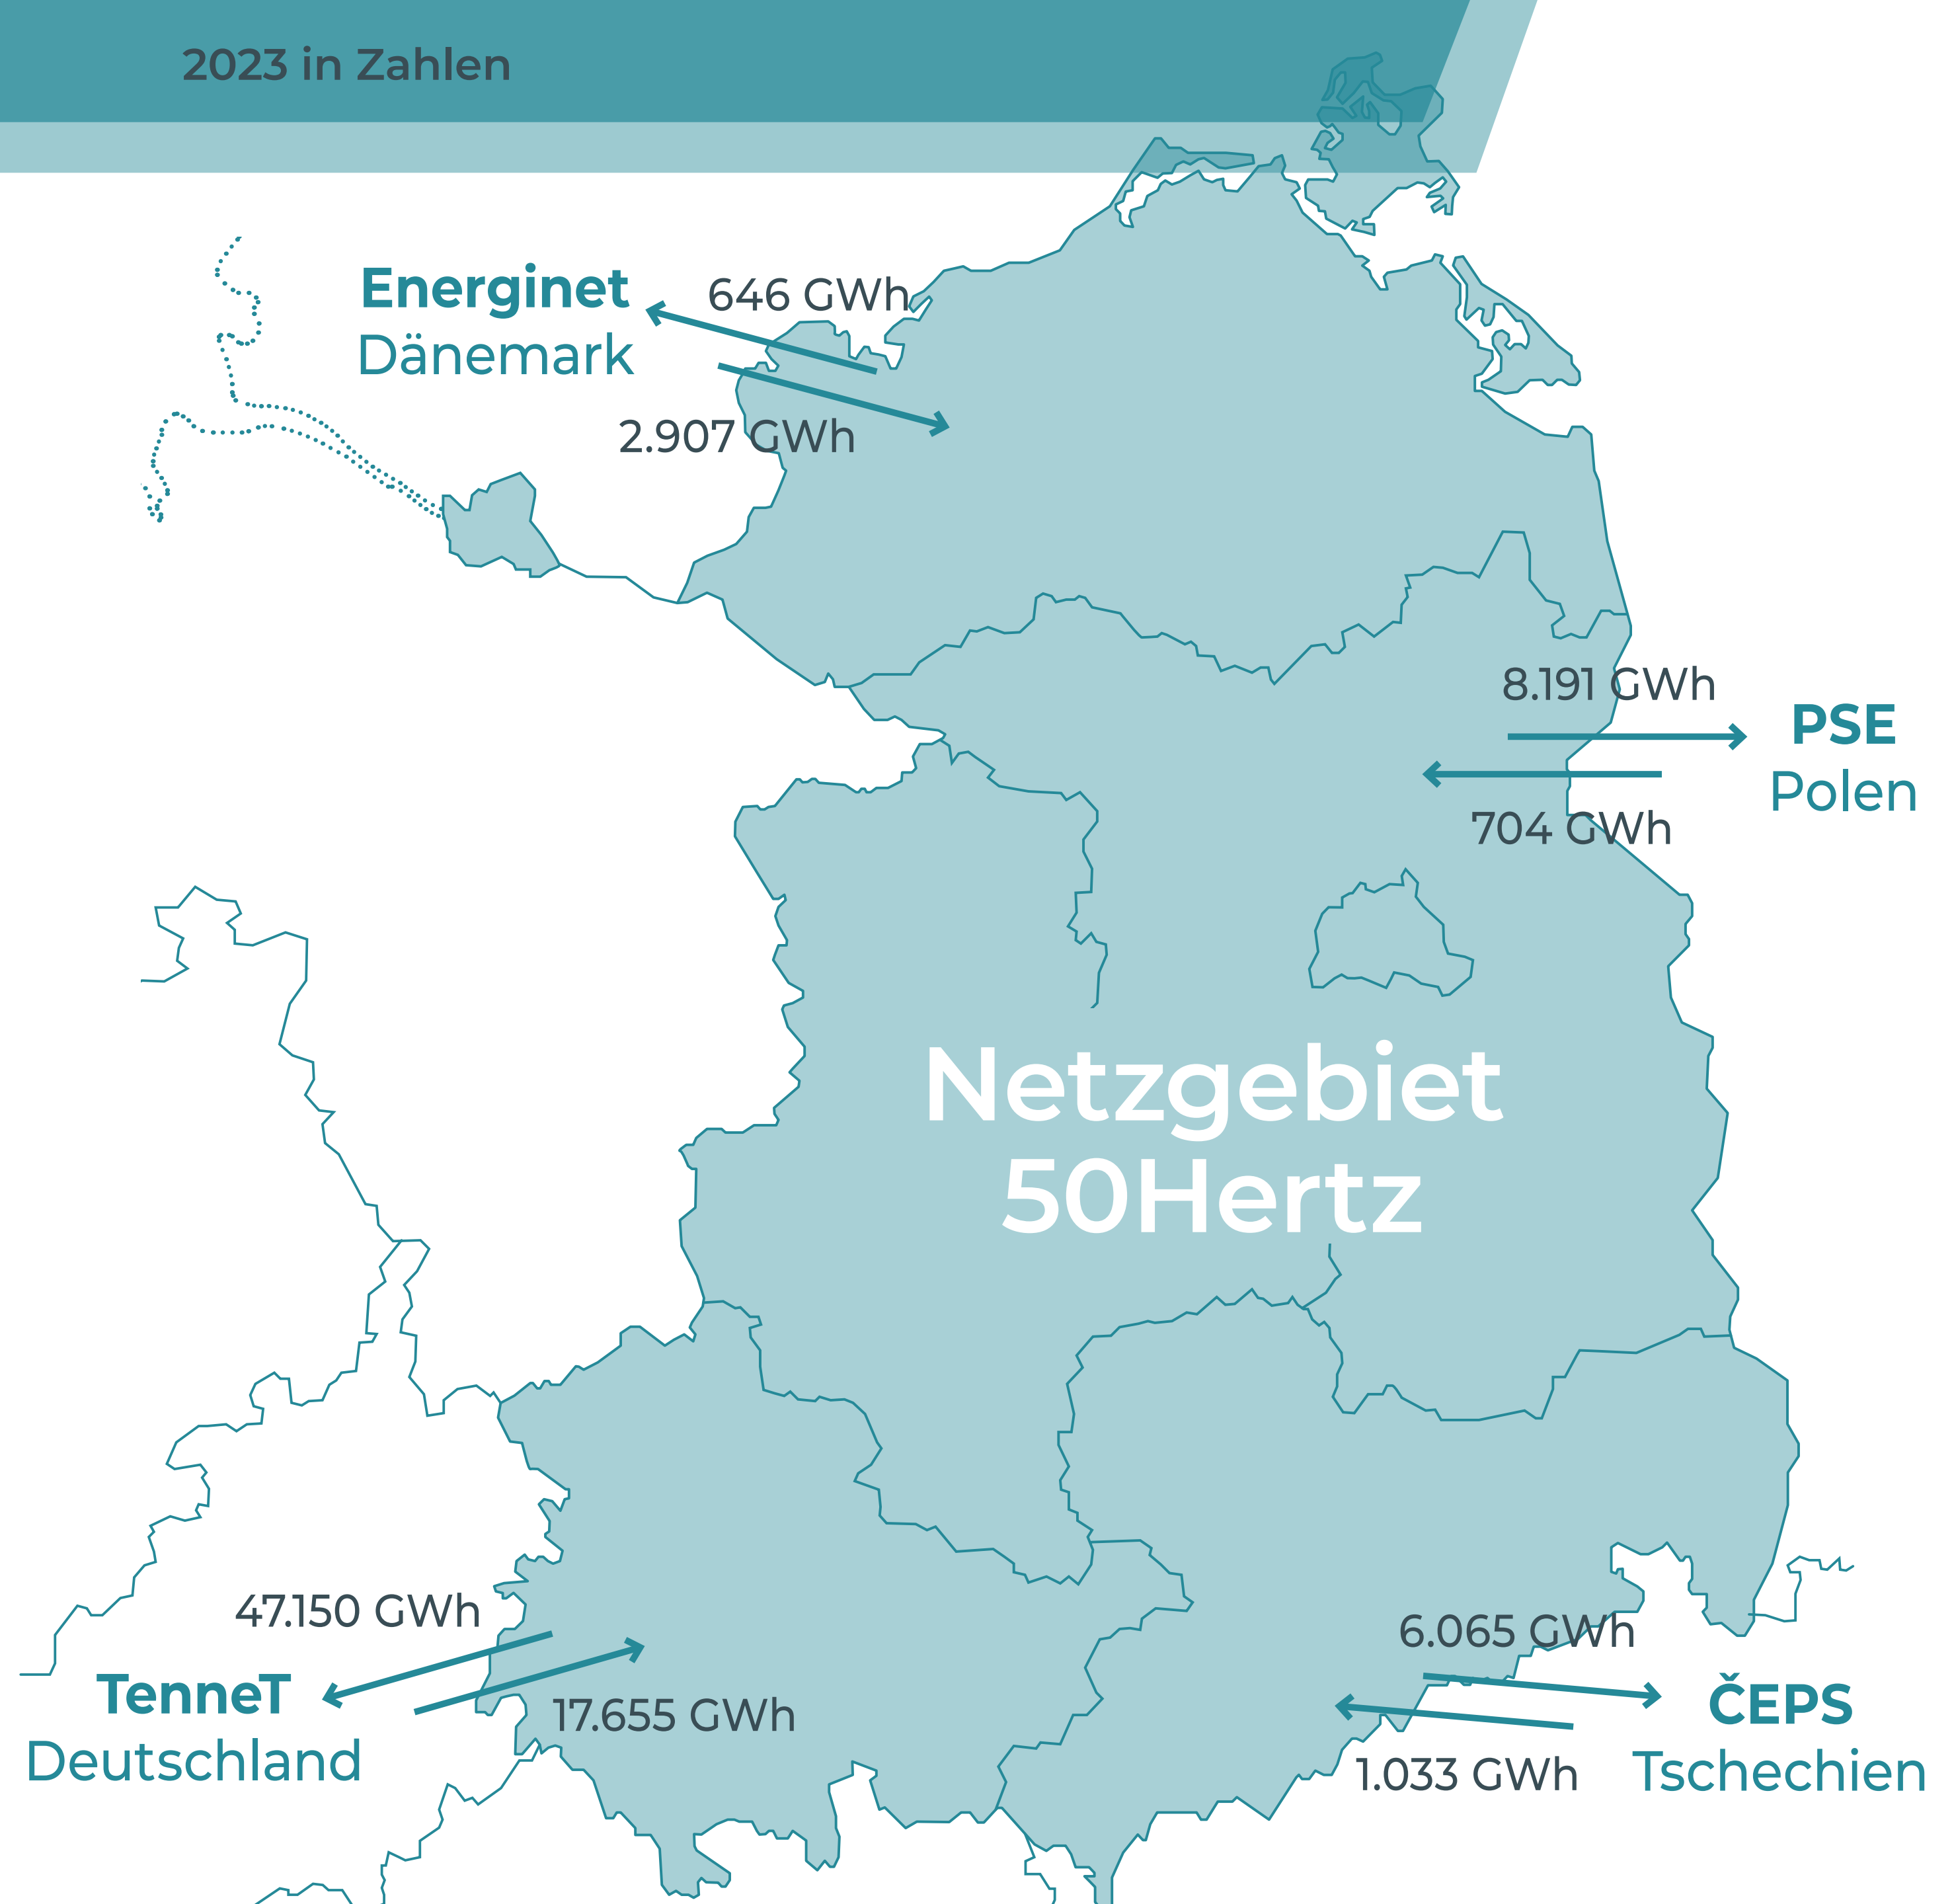 2023 in Zahlen
Energinet
Dänemark
646 GWh
2.907 GWh
8.191 GWh
PSE
Polen
704 GWh
Netzgebiet
50Hertz
47.150 GWh
TenneT
Deutschland
17.655 GWh
6.065 GWh
ČEPS
Tschechien
1.033 GWh